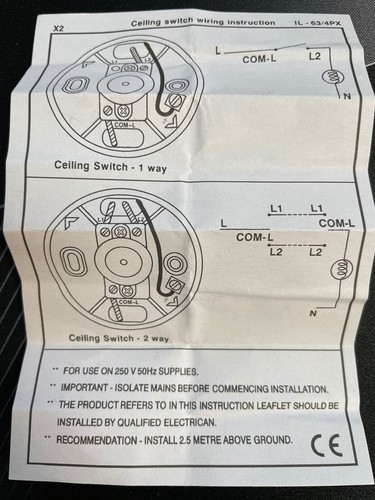 X2 Ceiling switch wiring instruction IL - 63/4PX
L COM-L L2
N
COM-L
Ceiling Switch - 1 way
L1 L2
L1 L1
L COM-L
COM-L
L2 L2
N
COM-L
Ceiling Switch - 2 way
** FOR USE ON 250 V 50Hz SUPPLIES.
** IMPORTANT - ISOLATE MAINS BEFORE COMMENCING INSTALLATION.
** THE PRODUCT REFERS TO IN THIS INSTRUCTION LEAFLET SHOULD BE
INSTALLED BY QUALIFIED ELECTRICAN.
** RECOMMENDATION - INSTALL 2.5 METRE ABOVE GROUND.
CE